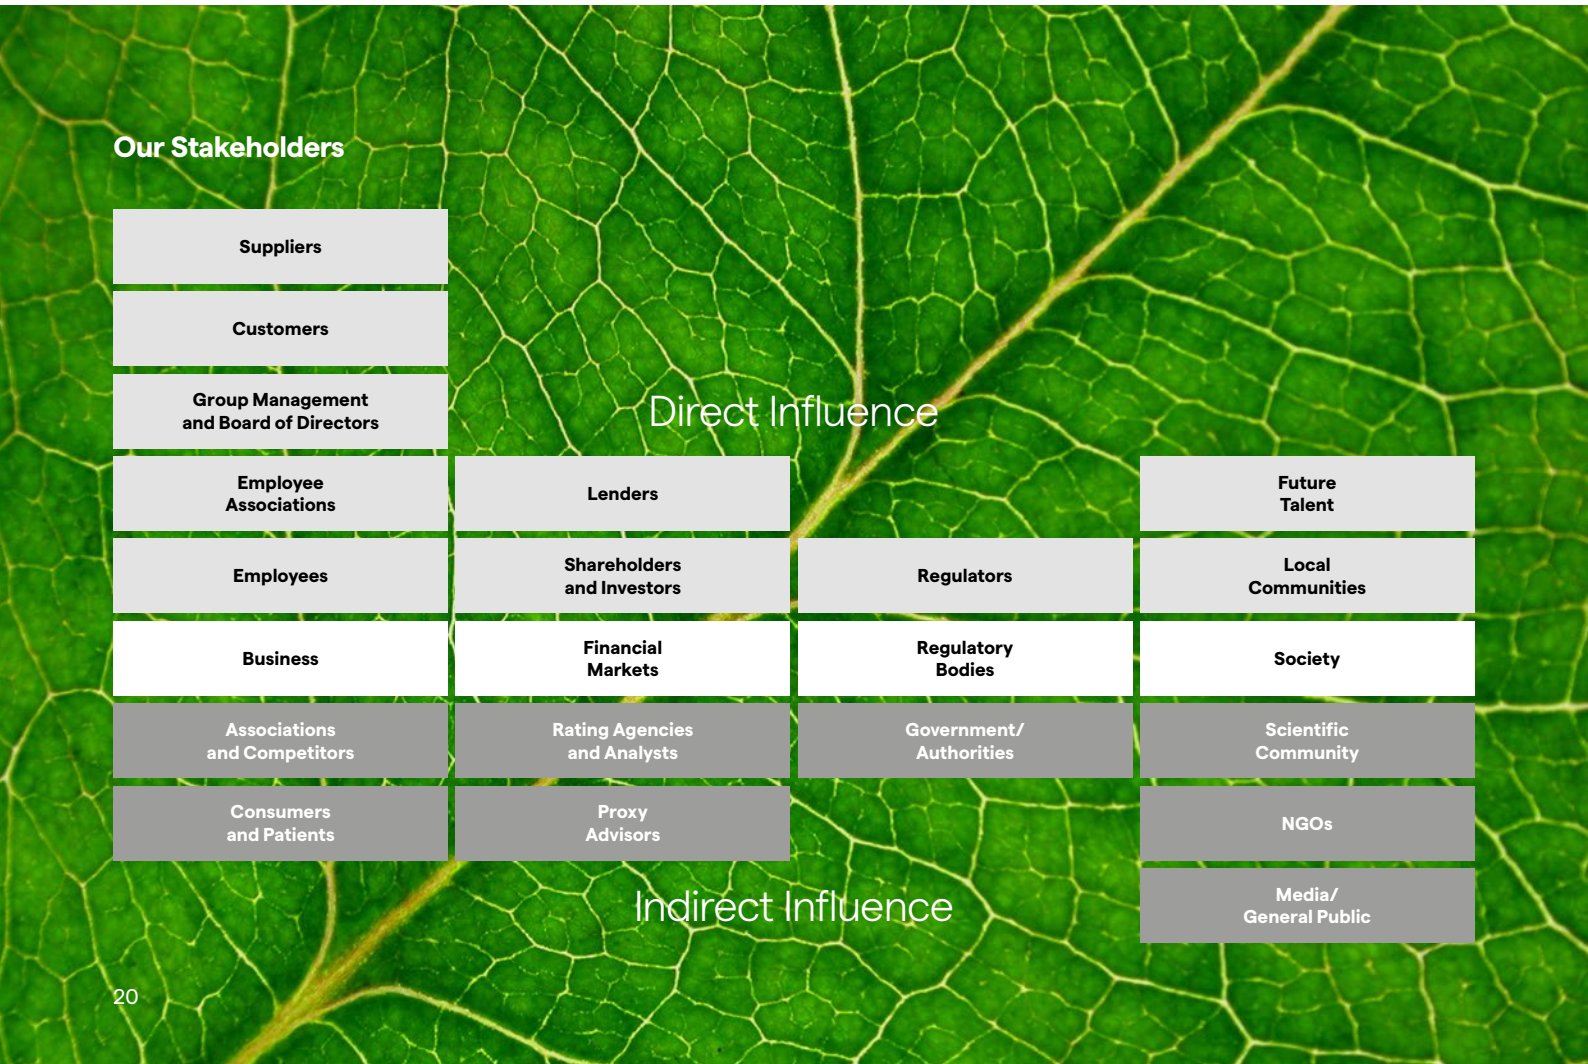 Our Stakeholders
Suppliers
Customers
Group Management
and Board of Directors
Direct Influence
Employee
Associations
Lenders
Future
Talent
Employees
Shareholders
and Investors
Regulators
Local
Communities
Business
Financial
Markets
Regulatory
Bodies
Society
Associations
and Competitors
Rating Agencies
and Analysts
Government/
Authorities
Scientific
Community
Consumers
and Patients
Proxy
Advisors
NGOs
Indirect Influence
Media/
General Public
20